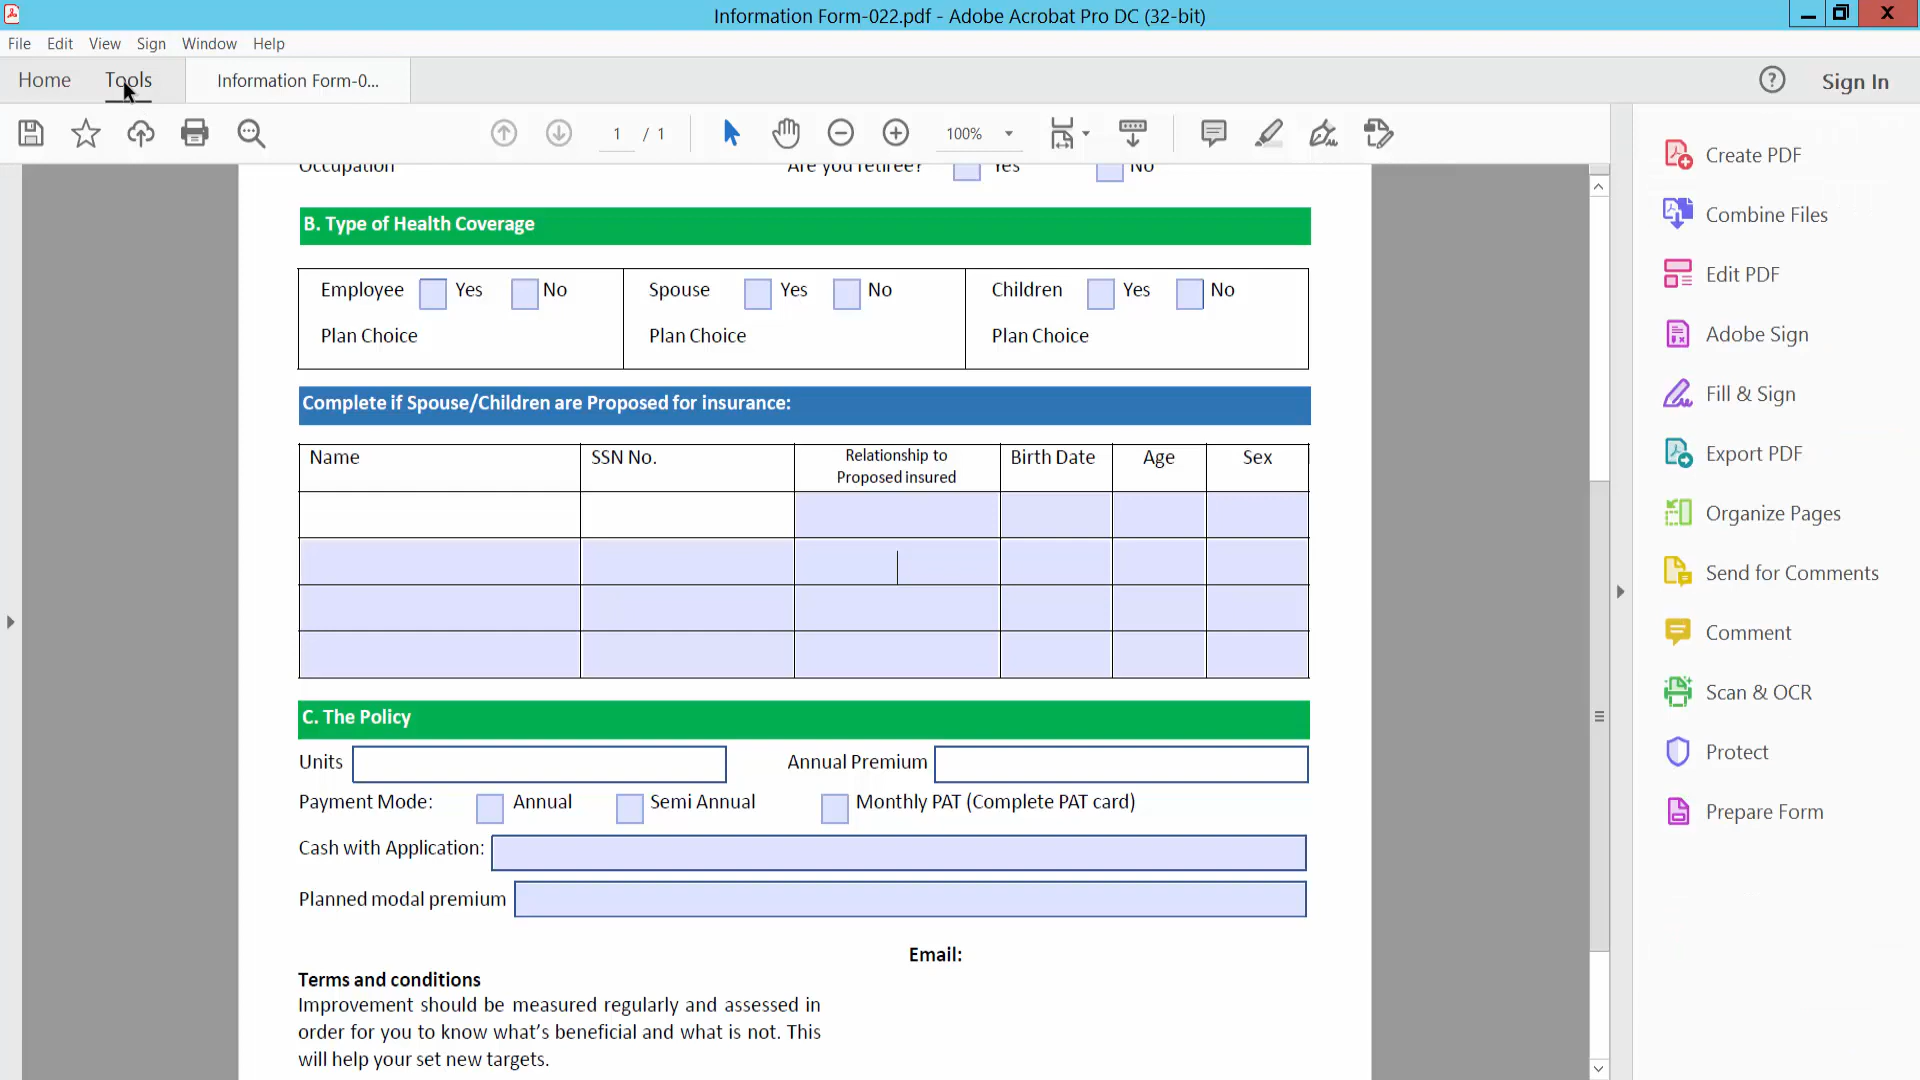 Information Form-022.pdf - Adobe Acrobat Pro DC (32-bit)
File Edit View Sign Window Help
Home Tools Information Form-0... Sign In
1 / 1 100%
Occupation Are you retiree? Yes No
B. Type of Health Coverage
Employee Yes No Spouse Yes No Children Yes No
Plan Choice Plan Choice Plan Choice
Complete if Spouse/Children are Proposed for insurance:
Name SSN No. Relationship to Proposed insured Birth Date Age Sex
C. The Policy
Units Annual Premium
Payment Mode: Annual Semi Annual Monthly PAT (Complete PAT card)
Cash with Application:
Planned modal premium
Email:
Terms and conditions
Improvement should be measured regularly and assessed in
order for you to know what's beneficial and what is not. This
will help your set new targets.
Create PDF
Combine Files
Edit PDF
Adobe Sign
Fill & Sign
Export PDF
Organize Pages
Send for Comments
Comment
Scan & OCR
Protect
Prepare Form